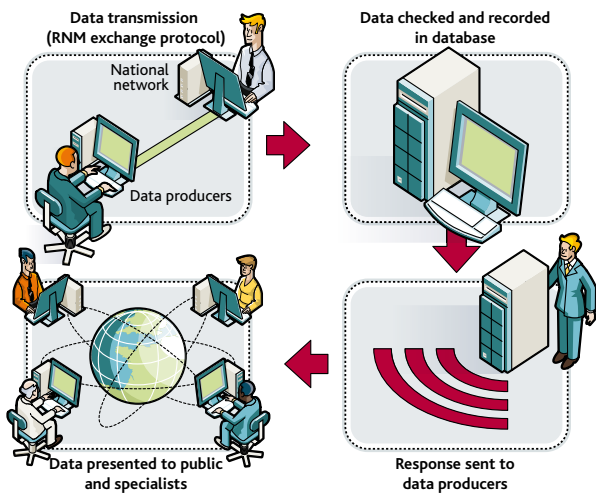 Data transmission
(RNM exchange protocol)
National
network
Data producers
Data checked and recorded
in database
Response sent to
data producers
Data presented to public
and specialists